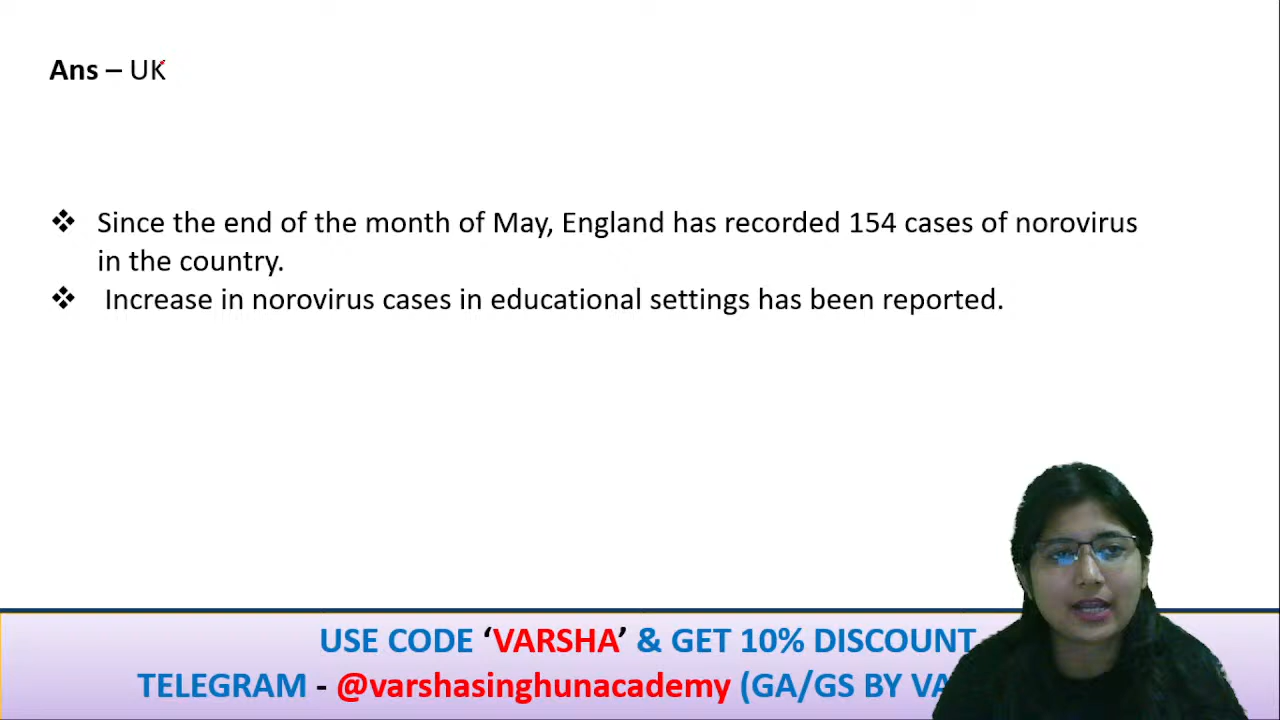 Ans – UK
❖ Since the end of the month of May, England has recorded 154 cases of norovirus
in the country.
❖ Increase in norovirus cases in educational settings has been reported.
USE CODE ‘VARSHA’ & GET 10% DISCOUNT
TELEGRAM - @varshasinghunacademy (GA/GS BY